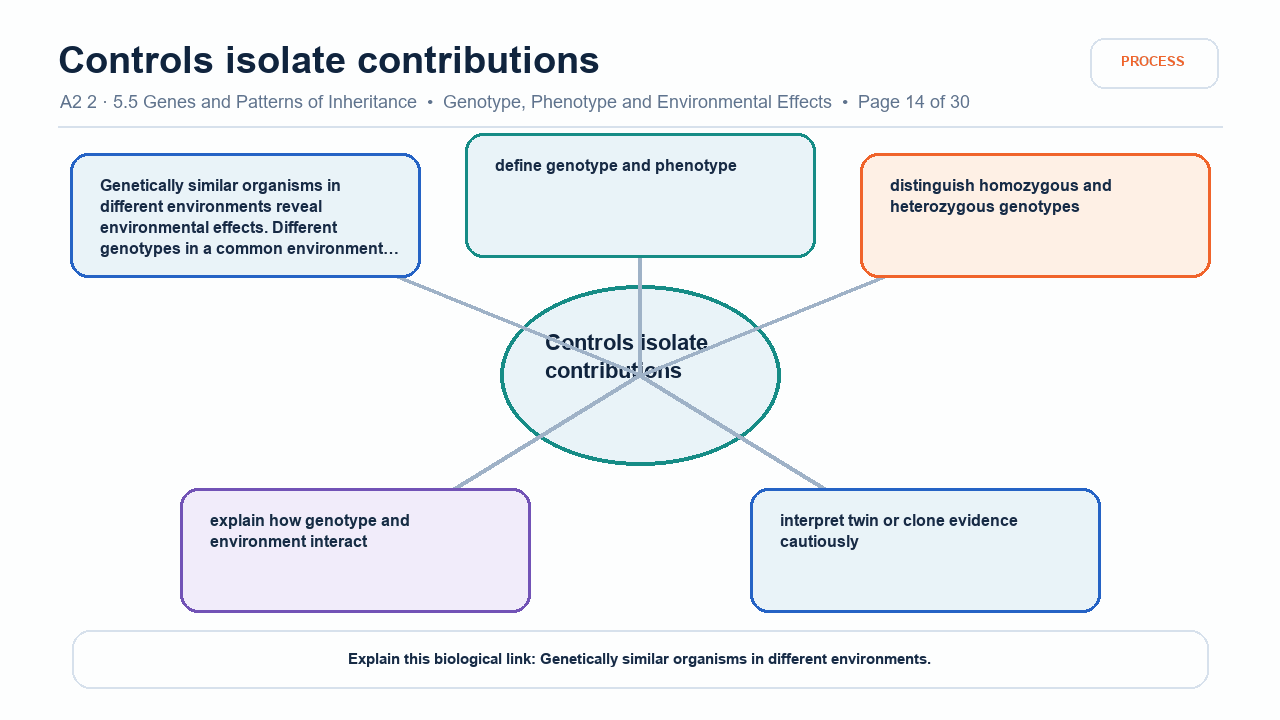 Controls isolate contributions
PROCESS
A2 2 · 5.5 Genes and Patterns of Inheritance • Genotype, Phenotype and Environmental Effects • Page 14 of 30
Genetically similar organisms in
different environments reveal
environmental effects. Different
genotypes in a common environment…
define genotype and phenotype
distinguish homozygous and
heterozygous genotypes
Controls isolate
contributions
explain how genotype and
environment interact
interpret twin or clone evidence
cautiously
Explain this biological link: Genetically similar organisms in different environments.